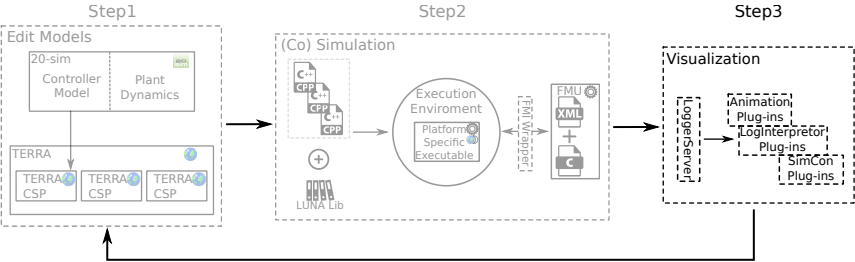 Step1
Step2
Step3
Edit Models
20-sim
Controller
Model
Plant
Dynamics
TERRA
TERRA
CSP
TERRA
CSP
TERRA
CSP
(Co) Simulation
C++
CPP
C++
CPP
C++
CPP
LUNA Lib
Execution
Enviroment
Platform
Specific
Executable
FMI Wrapper
FMU
XML
C
Visualization
LoggerServer
Animation
Plug-ins
LogInterpretor
Plug-ins
SimCon
Plug-ins